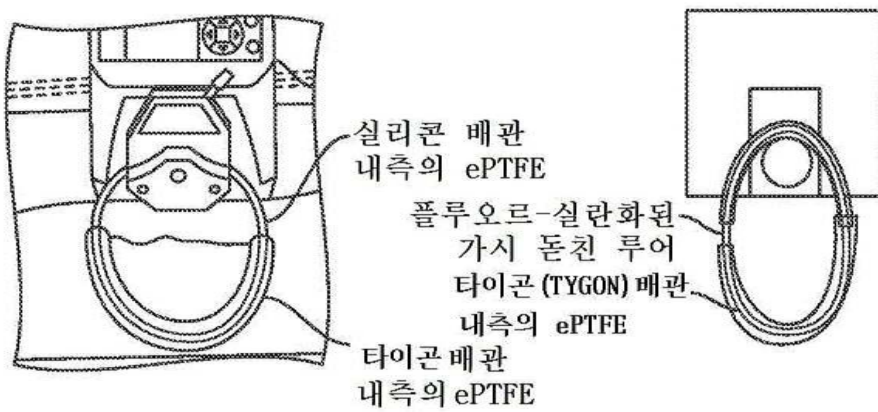 실리콘 배관
내측의 ePTFE
타이곤 배관
내측의 ePTFE
플루오르-실란화된
가시 돋친 루어
타이곤(TYGON) 배관
내측의 ePTFE